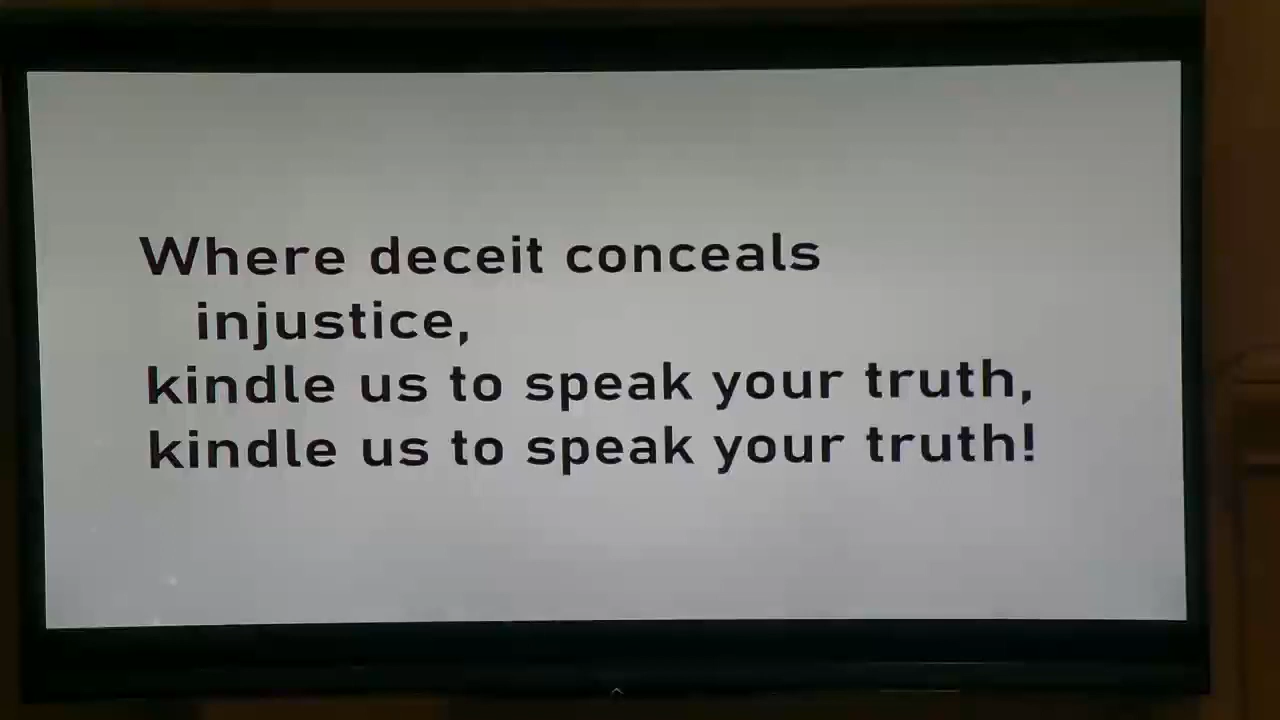 Where deceit conceals
injustice,
kindle us to speak your truth,
kindle us to speak your truth!